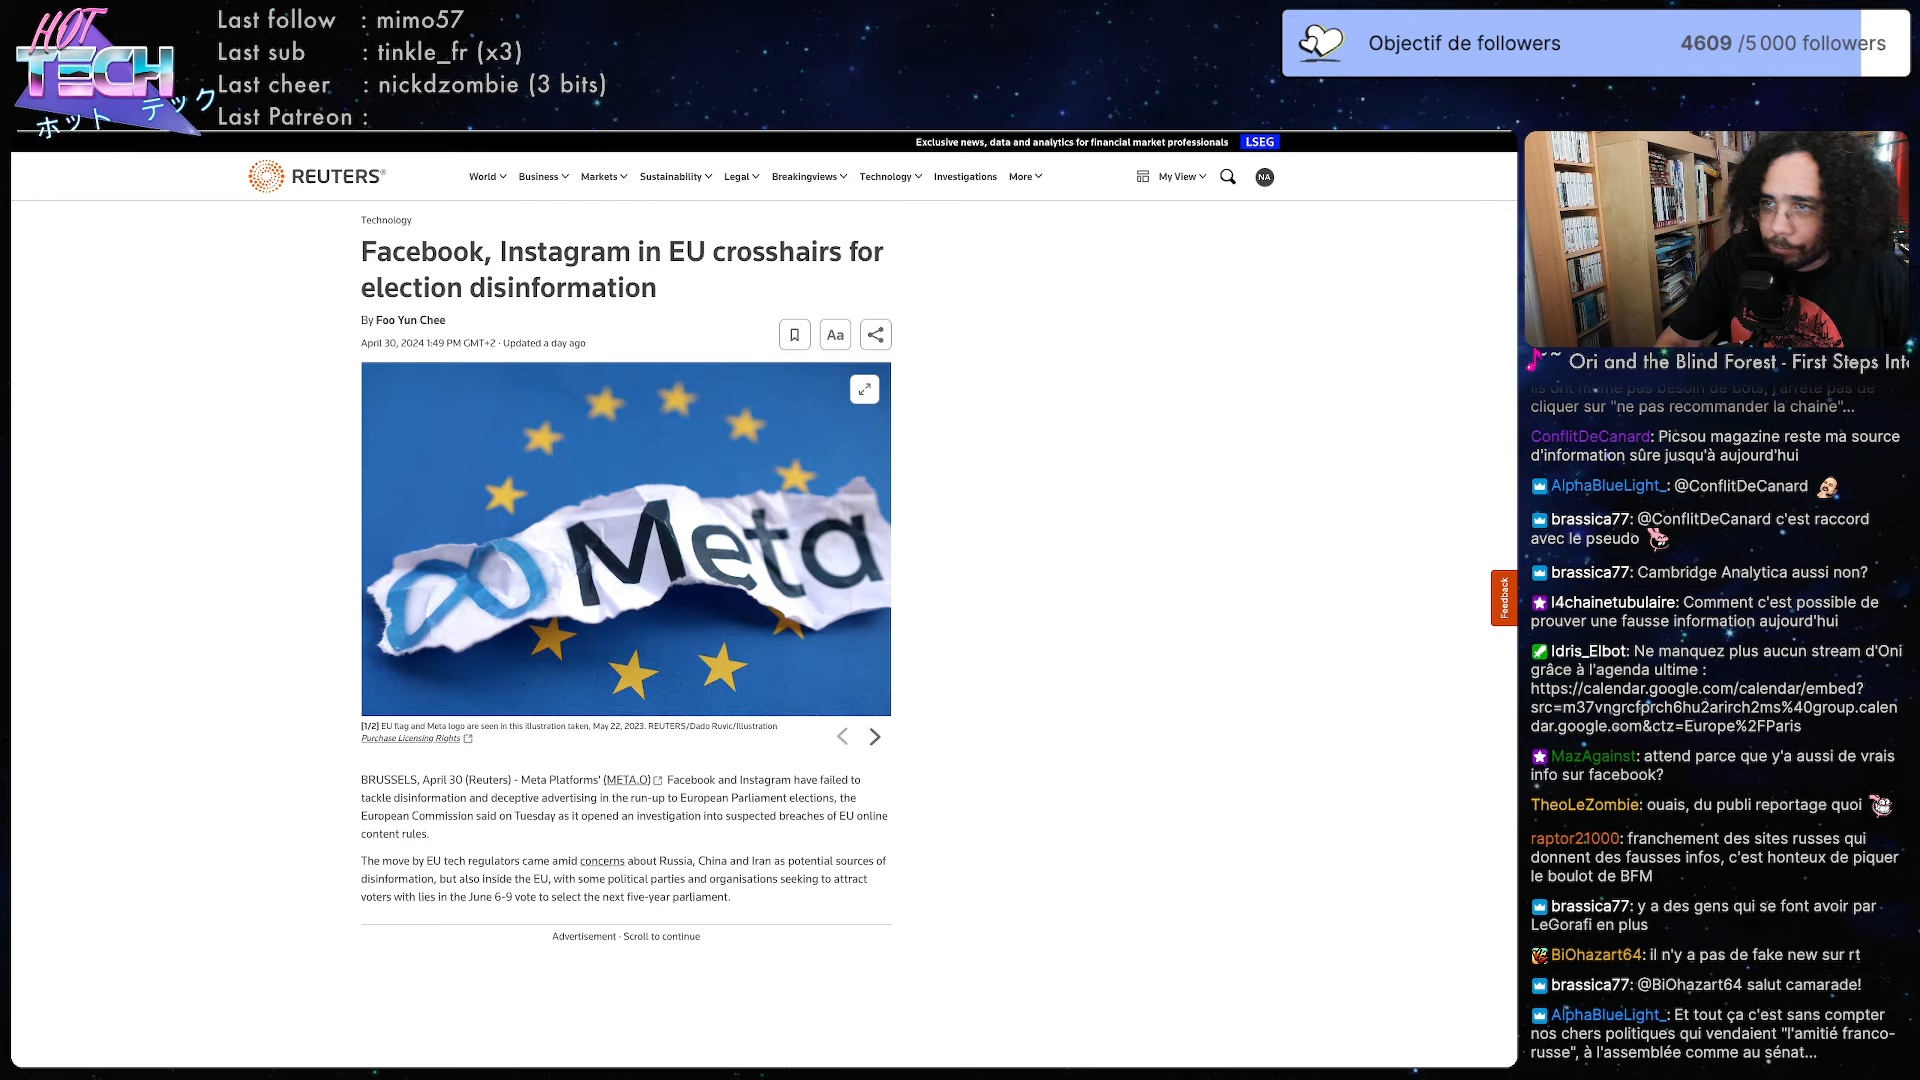 HOT
TECH
ホット テック
Last follow : mimo57
Last sub : tinkle_fr (x3)
Last cheer : nickdzombie (3 bits)
Last Patreon :
Objectif de followers 4609 /5 000 followers
Exclusive news, data and analytics for financial market professionals LSEG
REUTERS®
World Business Markets Sustainability Legal Breakingviews Technology Investigations More My View NA
Technology
Facebook, Instagram in EU crosshairs for
election disinformation
By Foo Yun Chee
April 30, 2024 1:49 PM GMT+2 · Updated a day ago
Aa
Meta
[1/2] EU flag and Meta logo are seen in this illustration taken, May 22, 2023. REUTERS/Dado Ruvic/Illustration
Purchase Licensing Rights
BRUSSELS, April 30 (Reuters) - Meta Platforms' (META.O) Facebook and Instagram have failed to
tackle disinformation and deceptive advertising in the run-up to European Parliament elections, the
European Commission said on Tuesday as it opened an investigation into suspected breaches of EU online
content rules.
The move by EU tech regulators came amid concerns about Russia, China and Iran as potential sources of
disinformation, but also inside the EU, with some political parties and organisations seeking to attract
voters with lies in the June 6-9 vote to select the next five-year parliament.
Advertisement · Scroll to continue
Feedback
~~ Ori and the Blind Forest - First Steps Int
ils ont même pas besoin de bots, j'arrête pas de
cliquer sur "ne pas recommander la chaine"...
ConflitDeCanard: Picsou magazine reste ma source
d'information sûre jusqu'à aujourd'hui
AlphaBlueLight_: @ConflitDeCanard
brassica77: @ConflitDeCanard c'est raccord
avec le pseudo
brassica77: Cambridge Analytica aussi non?
l4chainetubulaire: Comment c'est possible de
prouver une fausse information aujourd'hui
Idris_Elbot: Ne manquez plus aucun stream d'Oni
grâce à l'agenda ultime :
https://calendar.google.com/calendar/embed?
src=m37vngrcfprch6hu2arirch2ms%40group.calen
dar.google.com&ctz=Europe%2FParis
MazAgainst: attend parce que y'a aussi de vrais
info sur facebook?
TheoLeZombie: ouais, du publi reportage quoi
raptor21000: franchement des sites russes qui
donnent des fausses infos, c'est honteux de piquer
le boulot de BFM
brassica77: y a des gens qui se font avoir par
LeGorafi en plus
BiOhazart64: il n'y a pas de fake new sur rt
brassica77: @BiOhazart64 salut camarade!
AlphaBlueLight_: Et tout ça c'est sans compter
nos chers politiques qui vendaient "l'amitié franco-
russe", à l'assemblée comme au sénat...